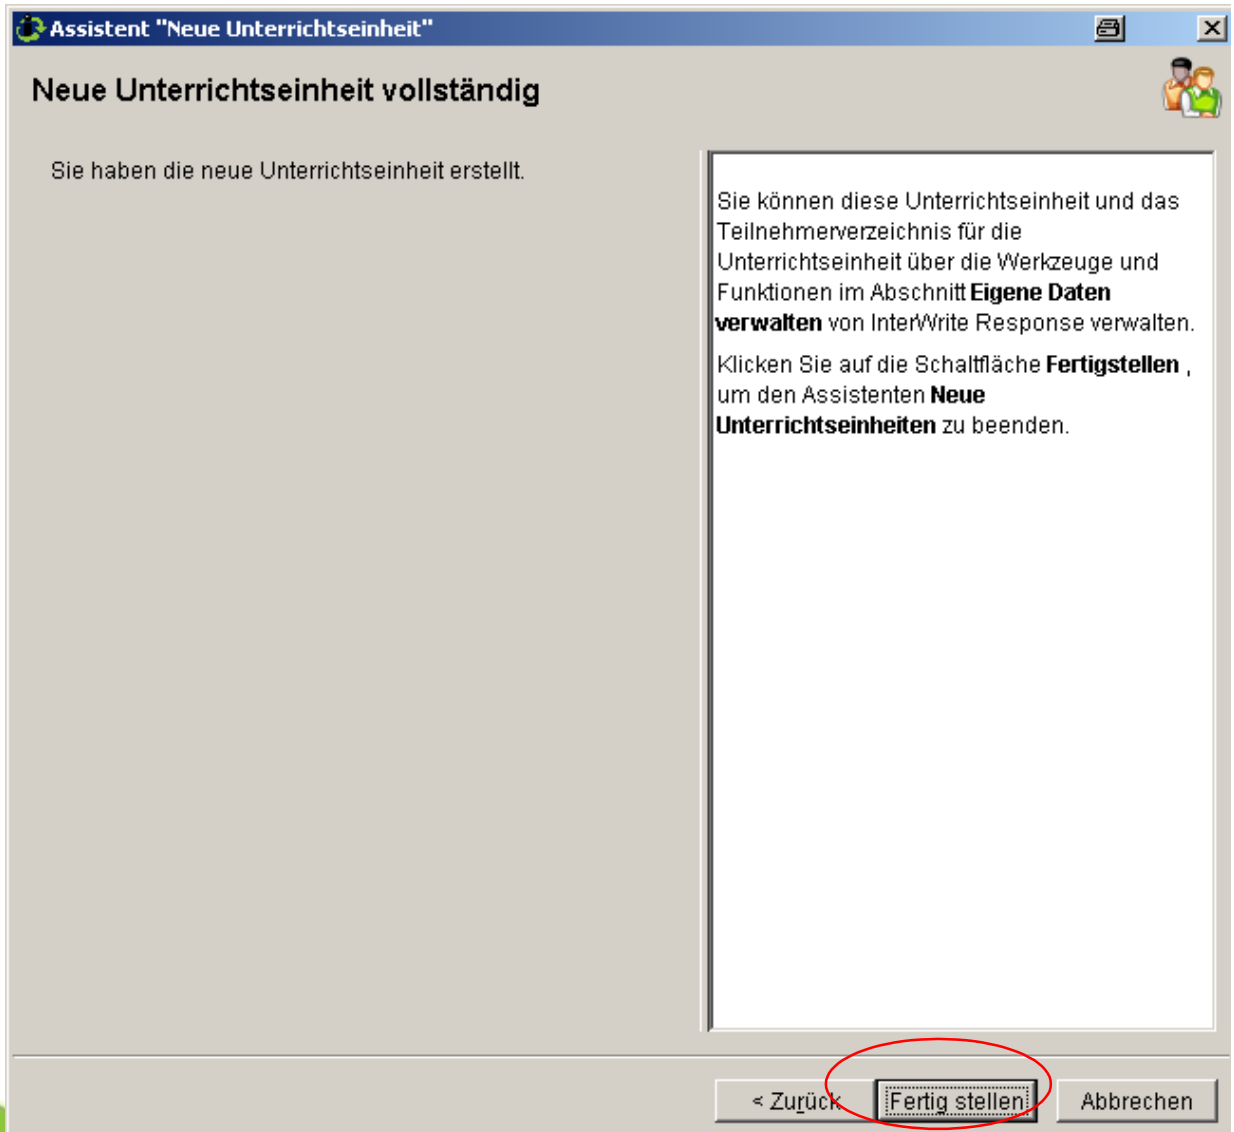 Assistent "Neue Unterrichtseinheit"
Neue Unterrichtseinheit vollständig
Sie haben die neue Unterrichtseinheit erstellt.
Sie können diese Unterrichtseinheit und das
Teilnehmerverzeichnis für die
Unterrichtseinheit über die Werkzeuge und
Funktionen im Abschnitt Eigene Daten
verwalten von InterWrite Response verwalten.
Klicken Sie auf die Schaltfläche Fertigstellen ,
um den Assistenten Neue
Unterrichtseinheiten zu beenden.
< Zurück Fertig stellen Abbrechen